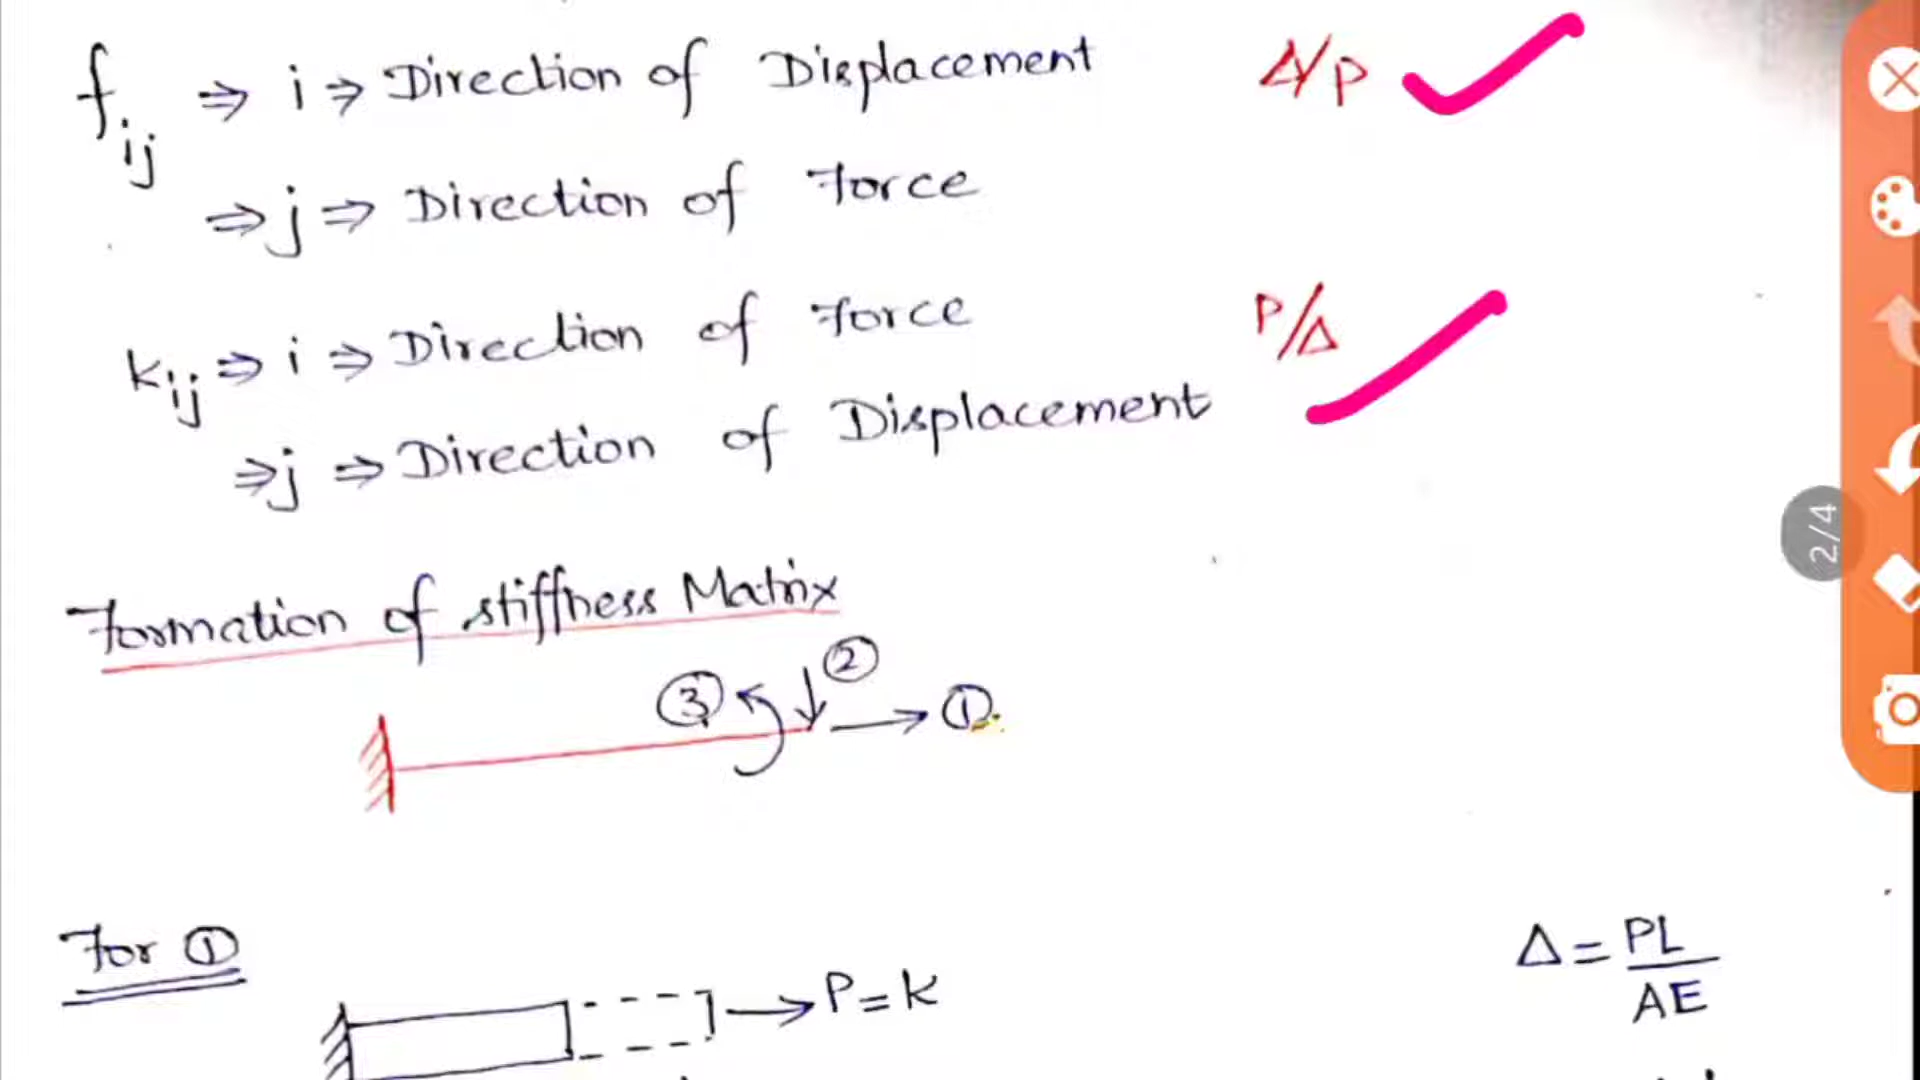 f ij ⇒ i ⇒ Direction of Displacement Δ/P
⇒ j ⇒ Direction of Force
kij ⇒ i ⇒ Direction of Force P/Δ
⇒ j ⇒ Direction of Displacement
Formation of stiffness Matrix
③ ② → ①
For ①
→ P = k
Δ = PL/AE
2/4